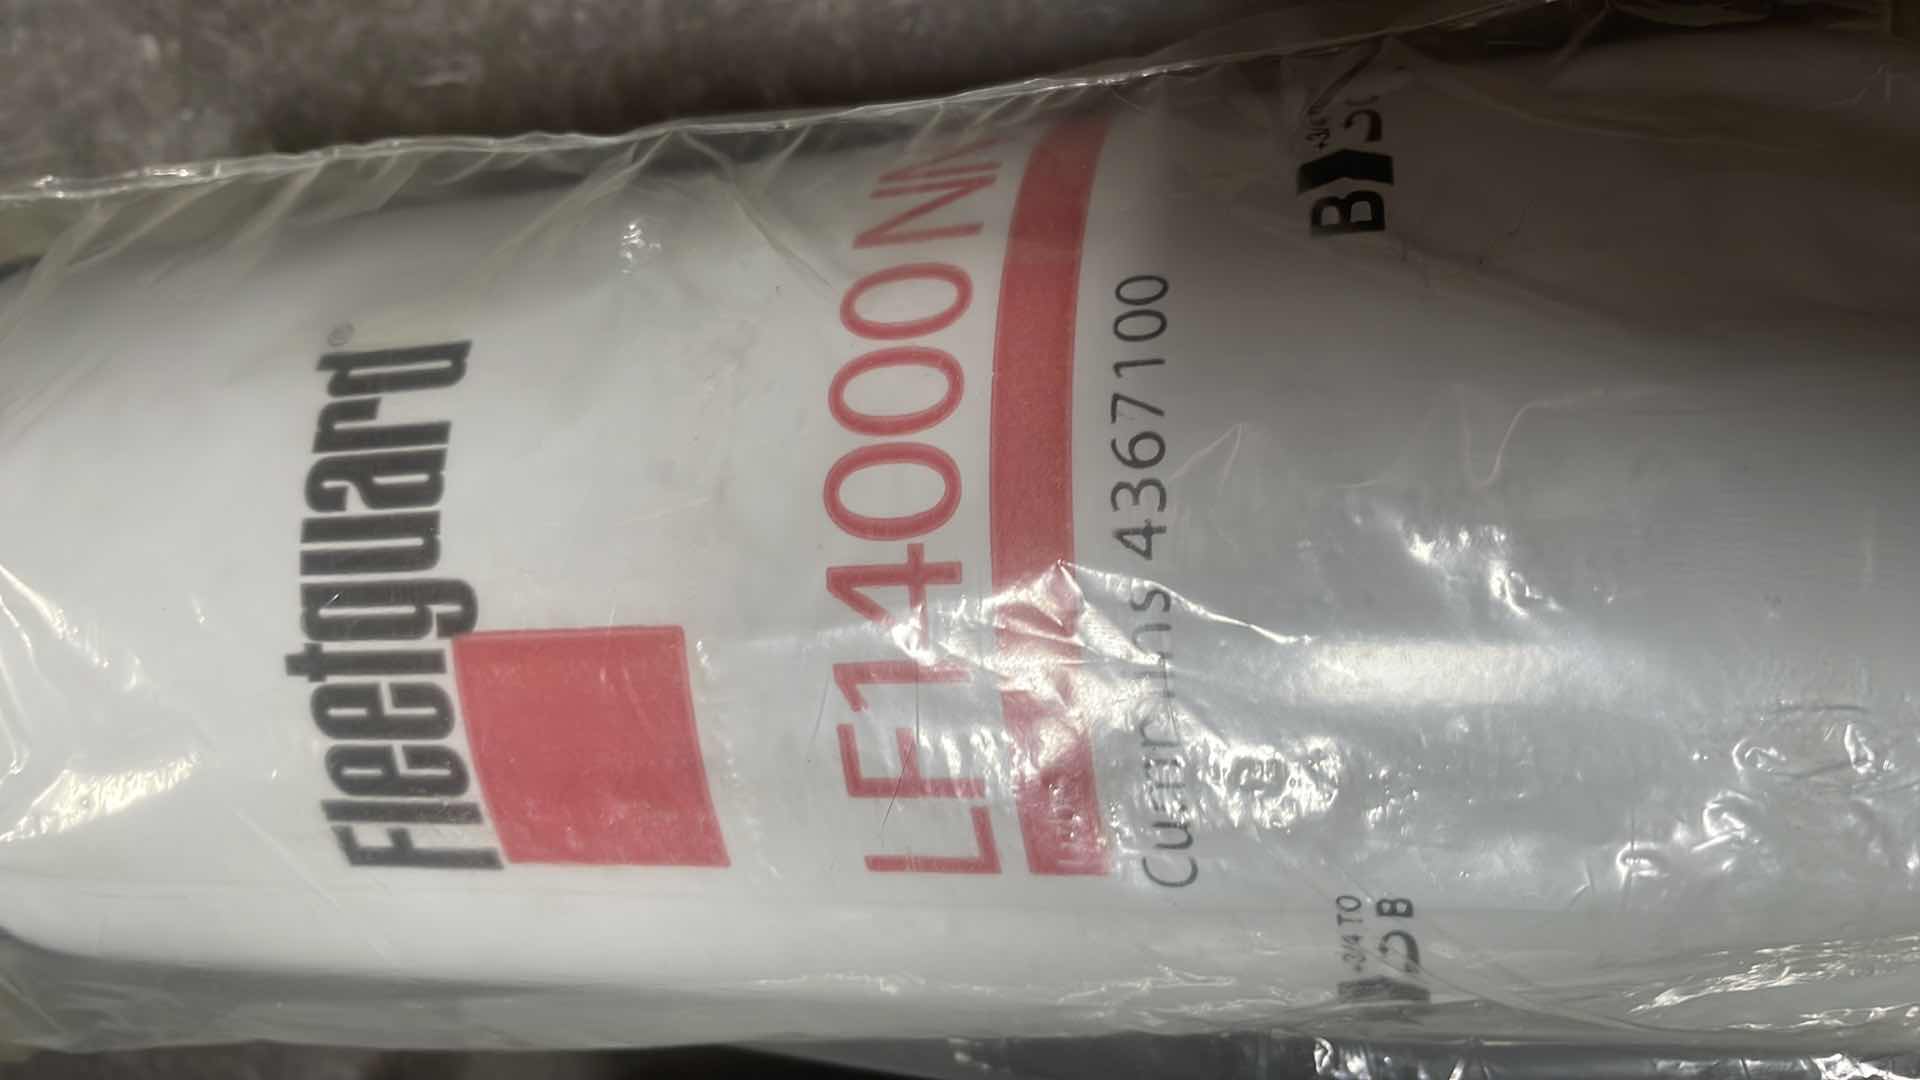 Fleetguard®
LF14000NN
Cummins 4367100
+3/4 TO
B
B